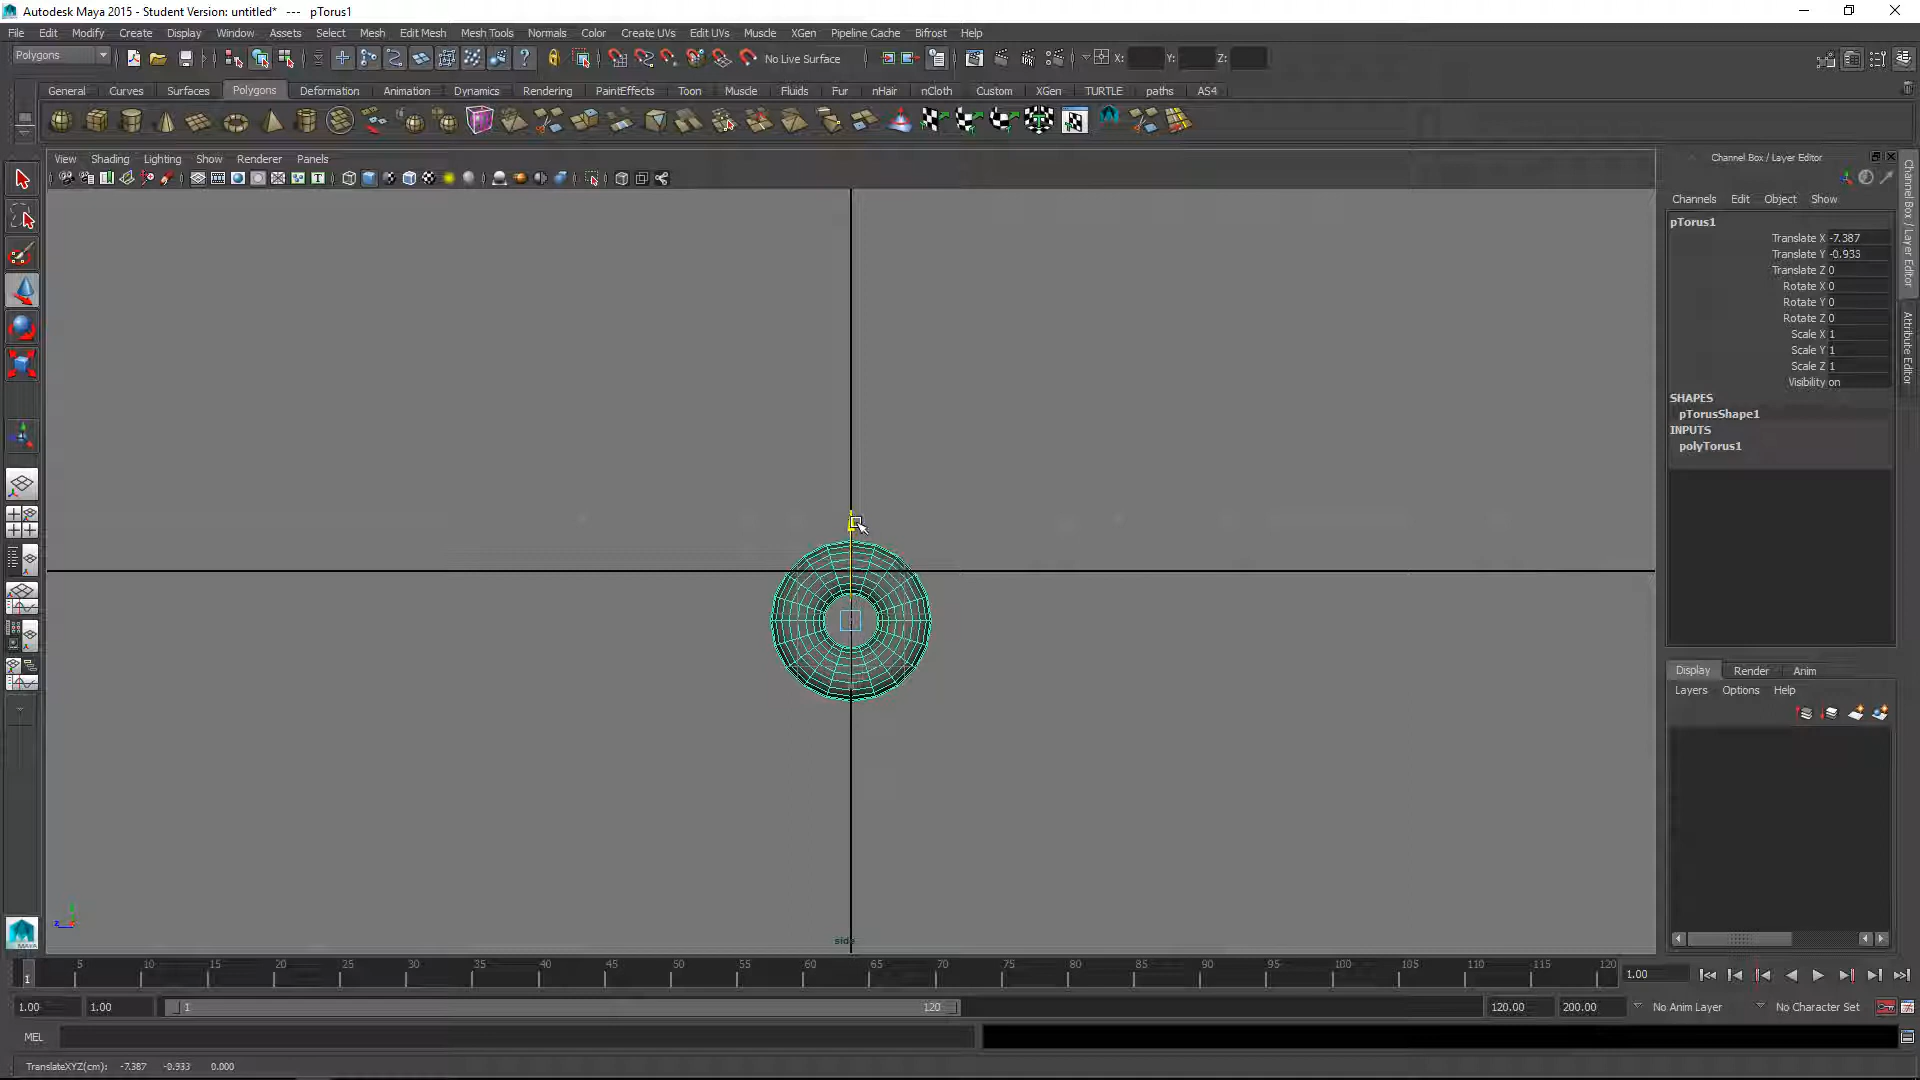 Autodesk Maya 2015 - Student Version: untitled*   ---   pTorus1
File Edit Modify Create Display Window Assets Select Mesh Edit Mesh Mesh Tools Normals Color Create UVs Edit UVs Muscle XGen Pipeline Cache Bifrost Help
Polygons No Live Surface X: Y: Z:
General Curves Surfaces Polygons Deformation Animation Dynamics Rendering PaintEffects Toon Muscle Fluids Fur nHair nCloth Custom XGen TURTLE paths AS4
View Shading Lighting Show Renderer Panels
Channel Box / Layer Editor
Channels Edit Object Show
pTorus1
Translate X -7.387
Translate Y -0.933
Translate Z 0
Rotate X 0
Rotate Y 0
Rotate Z 0
Scale X 1
Scale Y 1
Scale Z 1
Visibility on
SHAPES
pTorusShape1
INPUTS
polyTorus1
Channel Box / Layer Editor
Attribute Editor
Display Render Anim
Layers Options Help
side
MAYA
1 5 10 15 20 25 30 35 40 45 50 55 60 65 70 75 80 85 90 95 100 105 110 115 120 1.00
1.00 1.00 1 120 120.00 200.00 No Anim Layer No Character Set
MEL
TranslateXYZ(cm): -7.387 -0.933 0.000